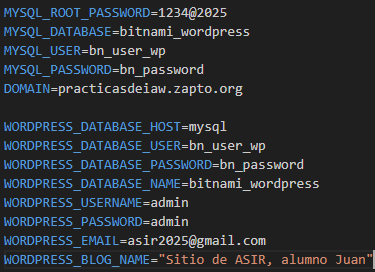 MYSQL_ROOT_PASSWORD=1234@2025
MYSQL_DATABASE=bitnami_wordpress
MYSQL_USER=bn_user_wp
MYSQL_PASSWORD=bn_password
DOMAIN=practicasdeiaw.zapto.org
WORDPRESS_DATABASE_HOST=mysql
WORDPRESS_DATABASE_USER=bn_user_wp
WORDPRESS_DATABASE_PASSWORD=bn_password
WORDPRESS_DATABASE_NAME=bitnami_wordpress
WORDPRESS_USERNAME=admin
WORDPRESS_PASSWORD=admin
WORDPRESS_EMAIL=asir2025@gmail.com
WORDPRESS_BLOG_NAME="Sitio de ASIR, alumno Juan"